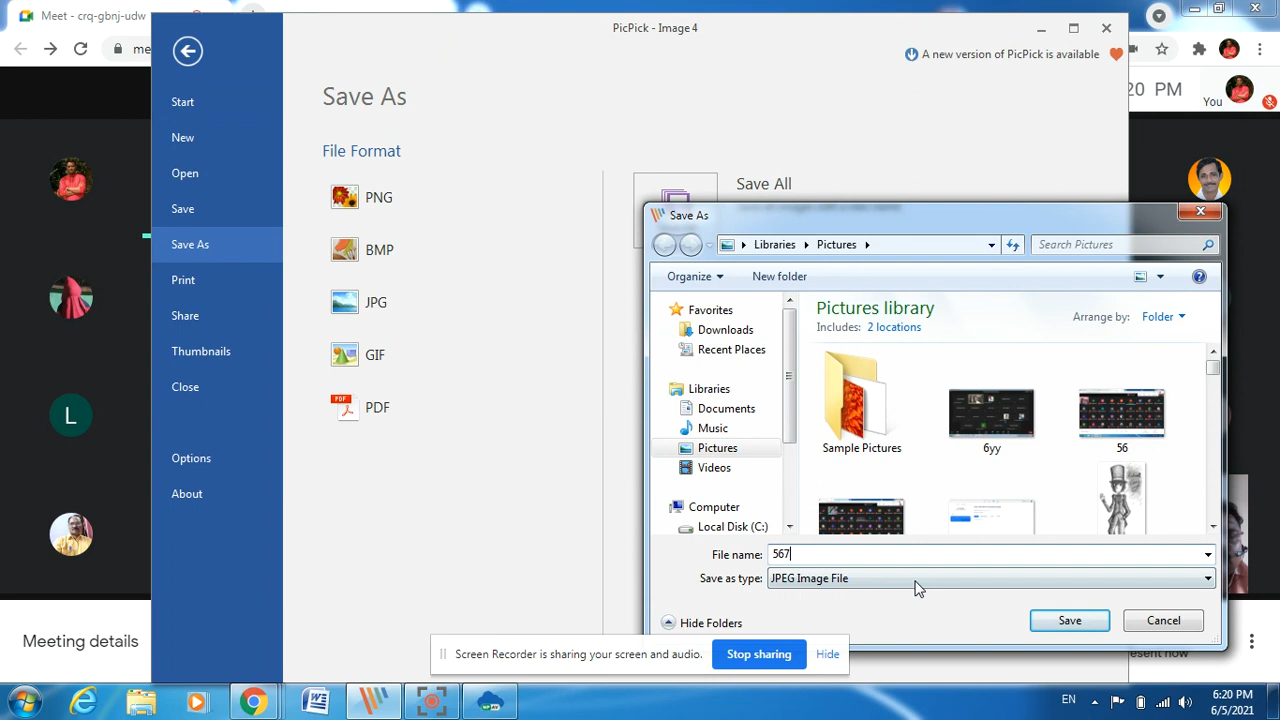 Meet - crq-gbnj-udw
PicPick - Image 4
me
A new version of PicPick is available
20 PM
You
Start
New
Open
Save
Save As
Print
Share
Thumbnails
Close
Options
About
Save As
File Format
PNG
BMP
JPG
GIF
PDF
PDF
Save All
Save As
Libraries
Pictures
Search Pictures
Organize
New folder
Favorites
Downloads
Recent Places
Libraries
Documents
Music
Pictures
Videos
Computer
Local Disk (C:)
Pictures library
Includes: 2 locations
Arrange by: Folder
Sample Pictures
6yy
56
File name: 567
Save as type: JPEG Image File
Hide Folders
Save
Cancel
L
Meeting details
esent now
Screen Recorder is sharing your screen and audio.
Stop sharing
Hide
EN
6:20 PM
6/5/2021